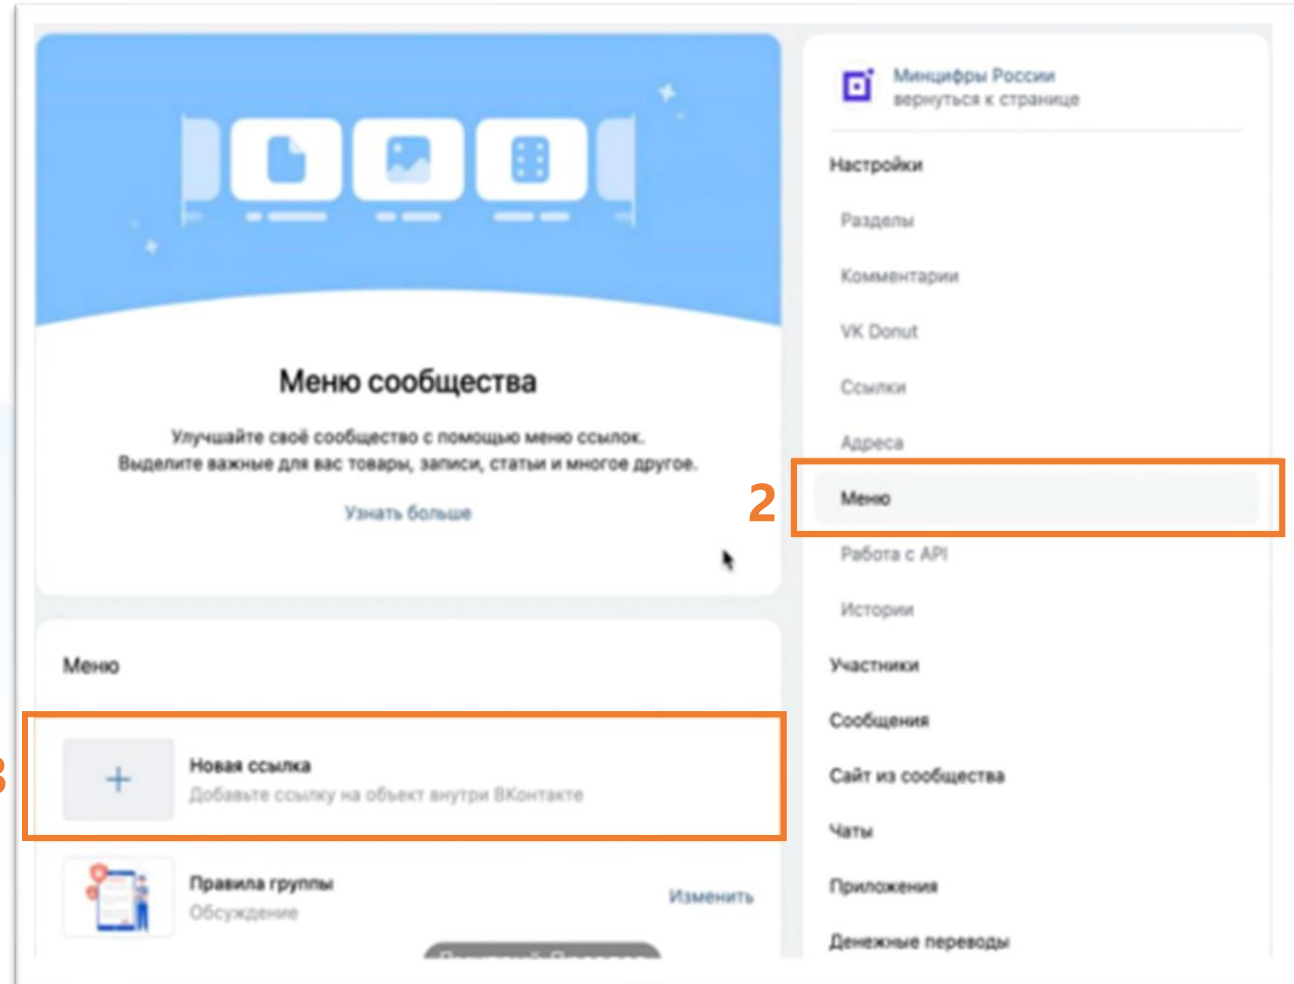 Меню сообщества
Улучшайте своё сообщество с помощью меню ссылок.
Выделите важные для вас товары, записи, статьи и многое другое.
Узнать больше
Меню
3
Новая ссылка
Добавьте ссылку на объект внутри ВКонтакте
Правила группы
Обсуждение
Изменить
Минцифры России
вернуться к странице
Настройки
Разделы
Комментарии
VK Donut
Ссылки
Адреса
2
Меню
Работа с API
Истории
Участники
Сообщения
Сайт из сообщества
Чаты
Приложения
Денежные переводы